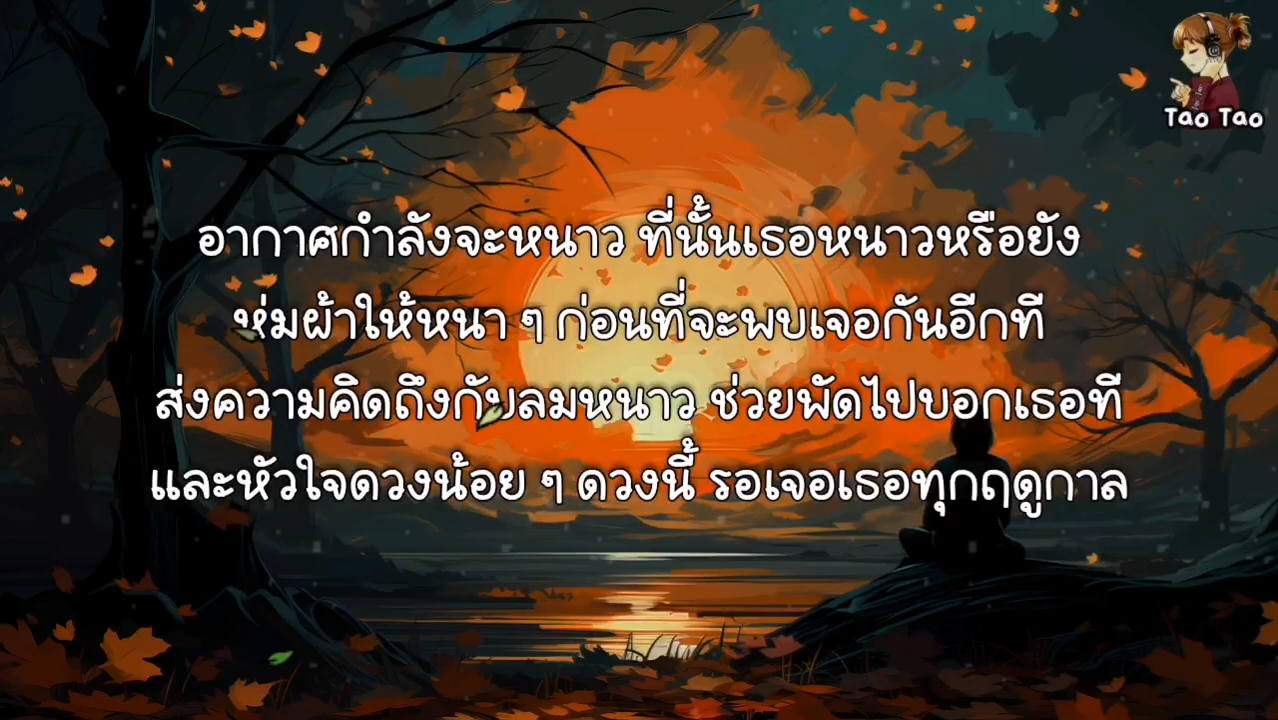 Tao Tao
อากาศกำลังจะหนาว ที่นั้นเธอหนาวหรือยัง
ห่มผ้าให้หนา ๆ ก่อนที่จะพบเจอกันอีกที
ส่งความคิดถึงกับลมหนาว ช่วยพัดไปบอกเธอที
และหัวใจดวงน้อย ๆ ดวงนี้ รอเจอเธอทุกฤดูกาล